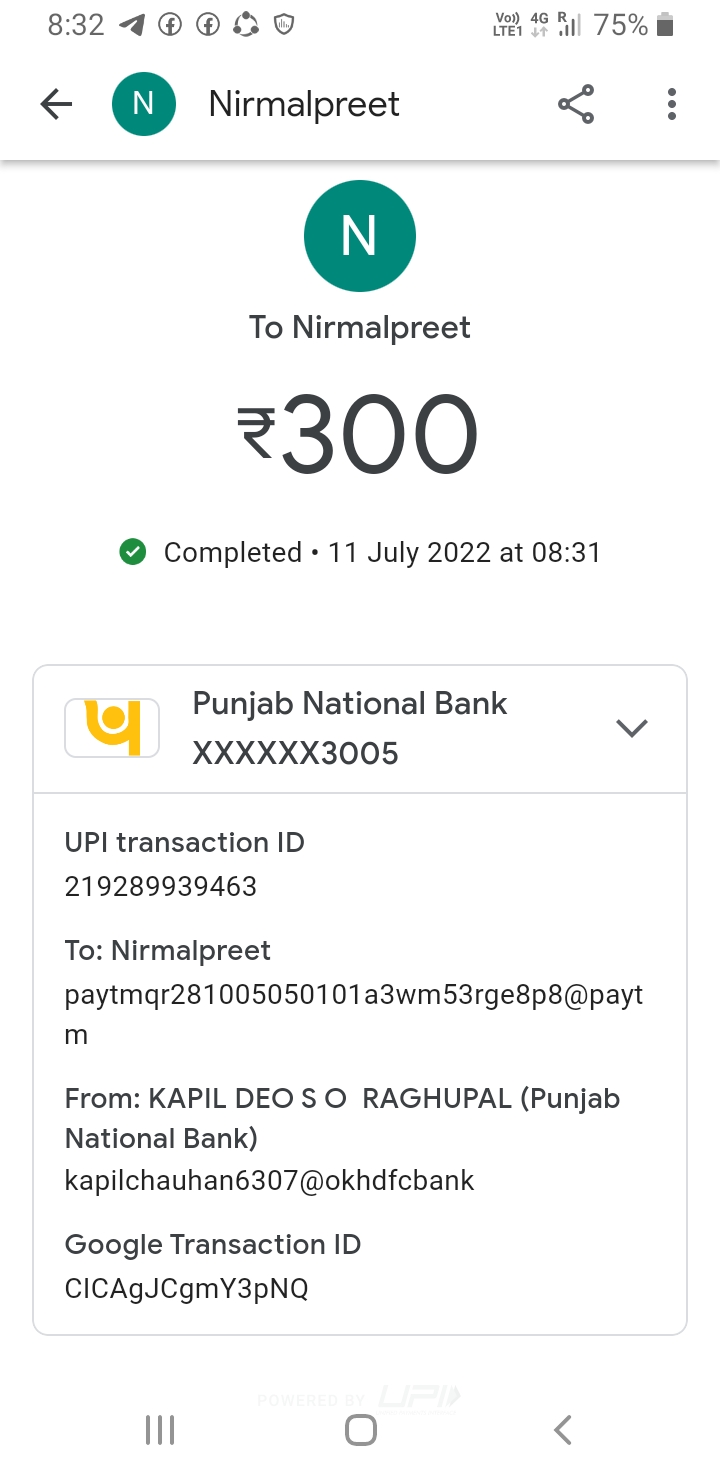 8:32
Vo)) 4G R 75%
LTE1
N Nirmalpreet
N
To Nirmalpreet
₹300
Completed • 11 July 2022 at 08:31
Punjab National Bank
XXXXXX3005
UPI transaction ID
219289939463
To: Nirmalpreet
paytmqr281005050101a3wm53rge8p8@payt
m
From: KAPIL DEO S O  RAGHUPAL (Punjab
National Bank)
kapilchauhan6307@okhdfcbank
Google Transaction ID
CICAgJCgmY3pNQ
POWERED BY UPI